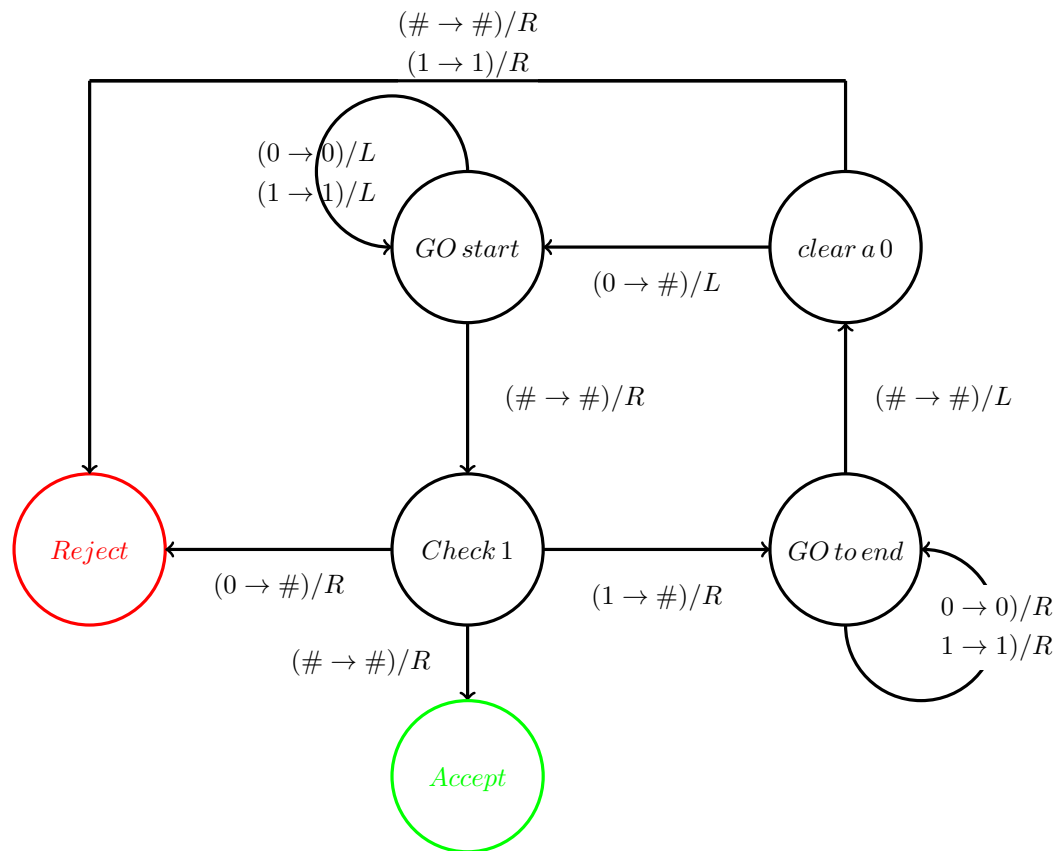 (# → #)/R
(1 → 1)/R
(0 → 0)/L
(1 → 1)/L
GO start
clear a 0
(0 → #)/L
(# → #)/R
(# → #)/L
Reject
Check 1
GO to end
(0 → #)/R
(1 → #)/R
0 → 0)/R
1 → 1)/R
(# → #)/R
Accept